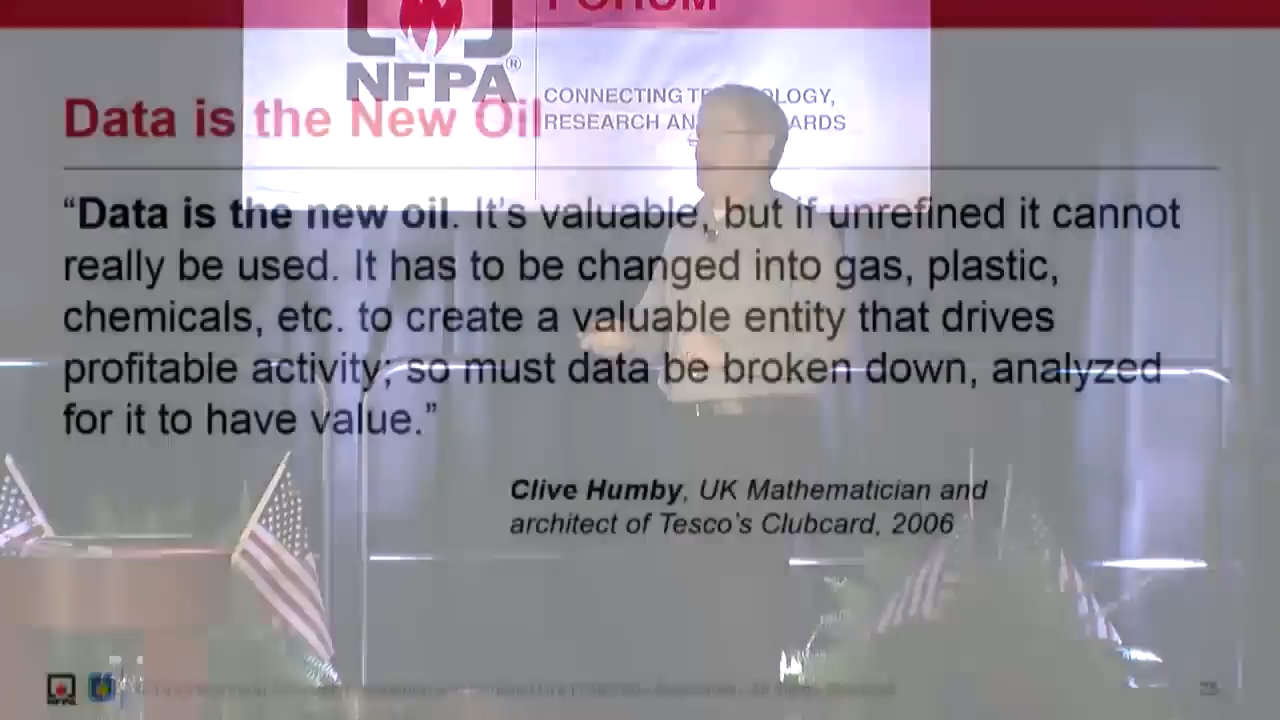 FORUM
NFPA®
CONNECTING TECHNOLOGY,
RESEARCH AN ARDS
Data is the New Oil
“Data is the new oil. It’s valuable, but if unrefined it cannot
really be used. It has to be changed into gas, plastic,
chemicals, etc. to create a valuable entity that drives
profitable activity; so must data be broken down, analyzed
for it to have value.”
Clive Humby, UK Mathematician and
architect of Tesco’s Clubcard, 2006
NFPA